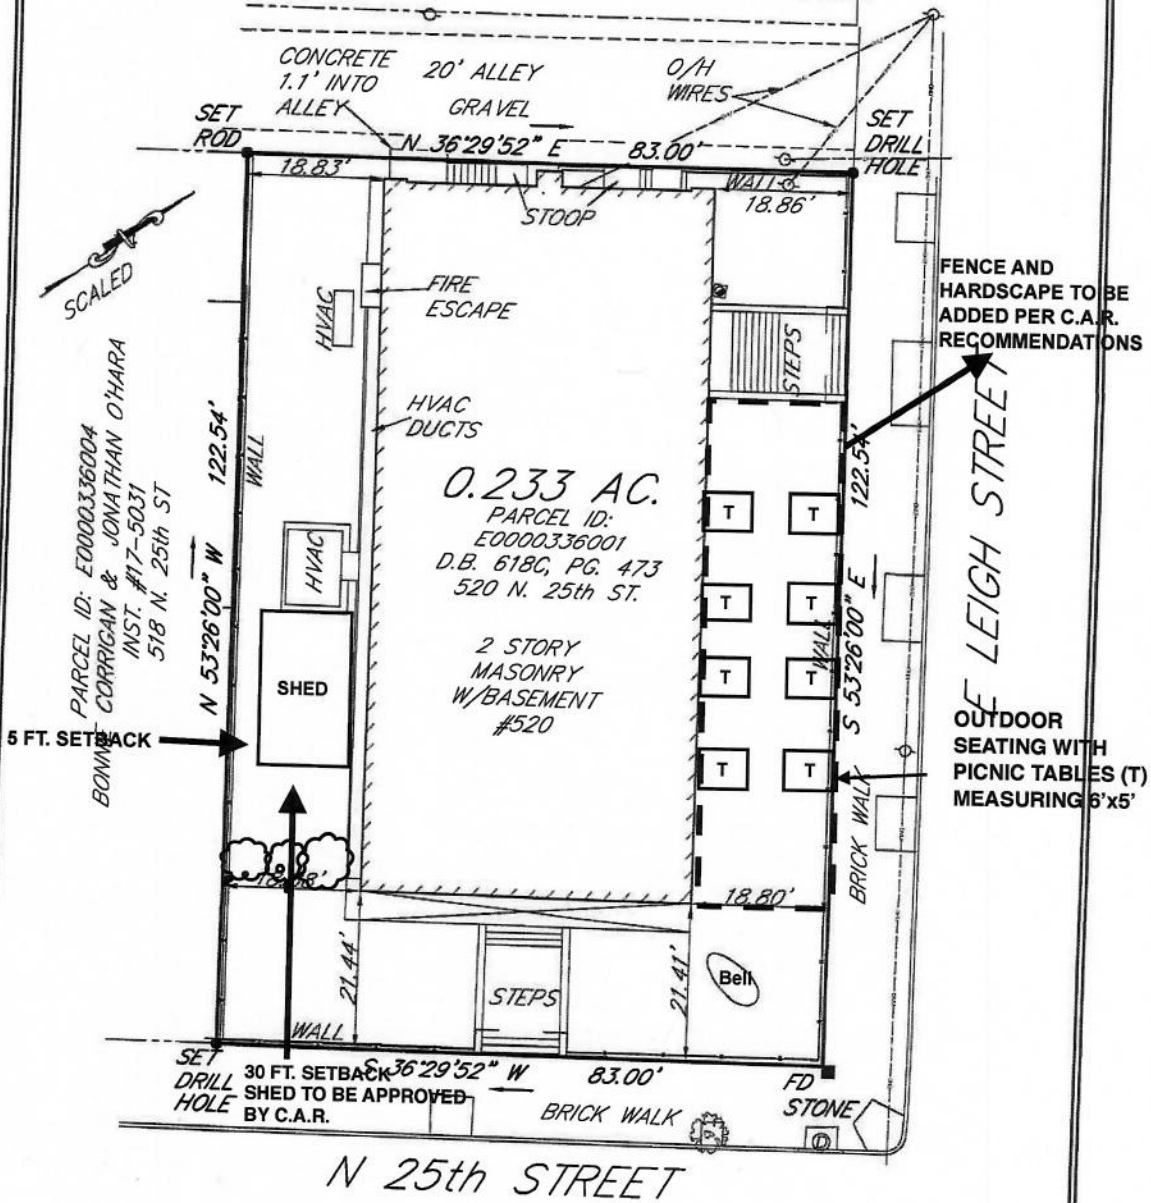 CONCRETE
1.1' INTO
ALLEY
20' ALLEY
GRAVEL
O/H
WIRES
SET
ROD
SET
DRILL
HOLE
N 36°29'52" E
83.00'
18.83'
WALL
18.86'
STOOP
SCALED
FIRE
ESCAPE
HVAC
STEPS
FENCE AND
HARDSCAPE TO BE
ADDED PER C.A.R.
RECOMMENDATIONS
HVAC
DUCTS
WALL
122.54'
N 53°26'00" W
PARCEL ID: E0000336004
BONNIE CORRIGAN & JONATHAN O'HARA
INST. #17-5031
518 N. 25th ST
0.233 AC.
PARCEL ID:
E0000336001
D.B. 618C, PG. 473
520 N. 25th ST.
2 STORY
MASONRY
W/BASEMENT
#520
HVAC
SHED
5 FT. SETBACK
T
T
T
T
T
T
T
T
WALL
122.54'
S 53°26'00" E
E LEIGH STREET
OUTDOOR
SEATING WITH
PICNIC TABLES (T)
MEASURING 6'x5'
BRICK WALK
18.80'
21.44'
STEPS
21.41'
Bell
WALL
SET
DRILL
HOLE
S 36°29'52" W
83.00'
30 FT. SETBACK
SHED TO BE APPROVED
BY C.A.R.
BRICK WALK
FD
STONE
D
N 25th STREET